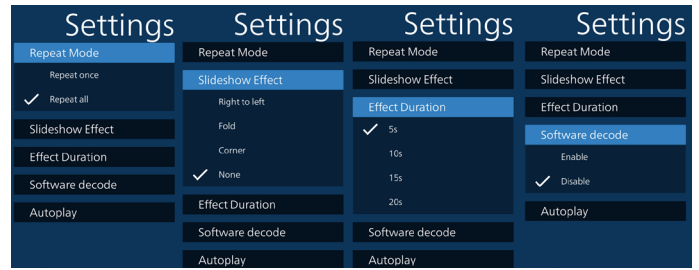 Settings
Repeat Mode
Repeat once
Repeat all
Slideshow Effect
Effect Duration
Software decode
Autoplay
Settings
Repeat Mode
Slideshow Effect
Right to left
Fold
Corner
None
Effect Duration
Software decode
Autoplay
Settings
Repeat Mode
Slideshow Effect
Effect Duration
5s
10s
15s
20s
Software decode
Autoplay
Settings
Repeat Mode
Slideshow Effect
Effect Duration
Software decode
Enable
Disable
Autoplay